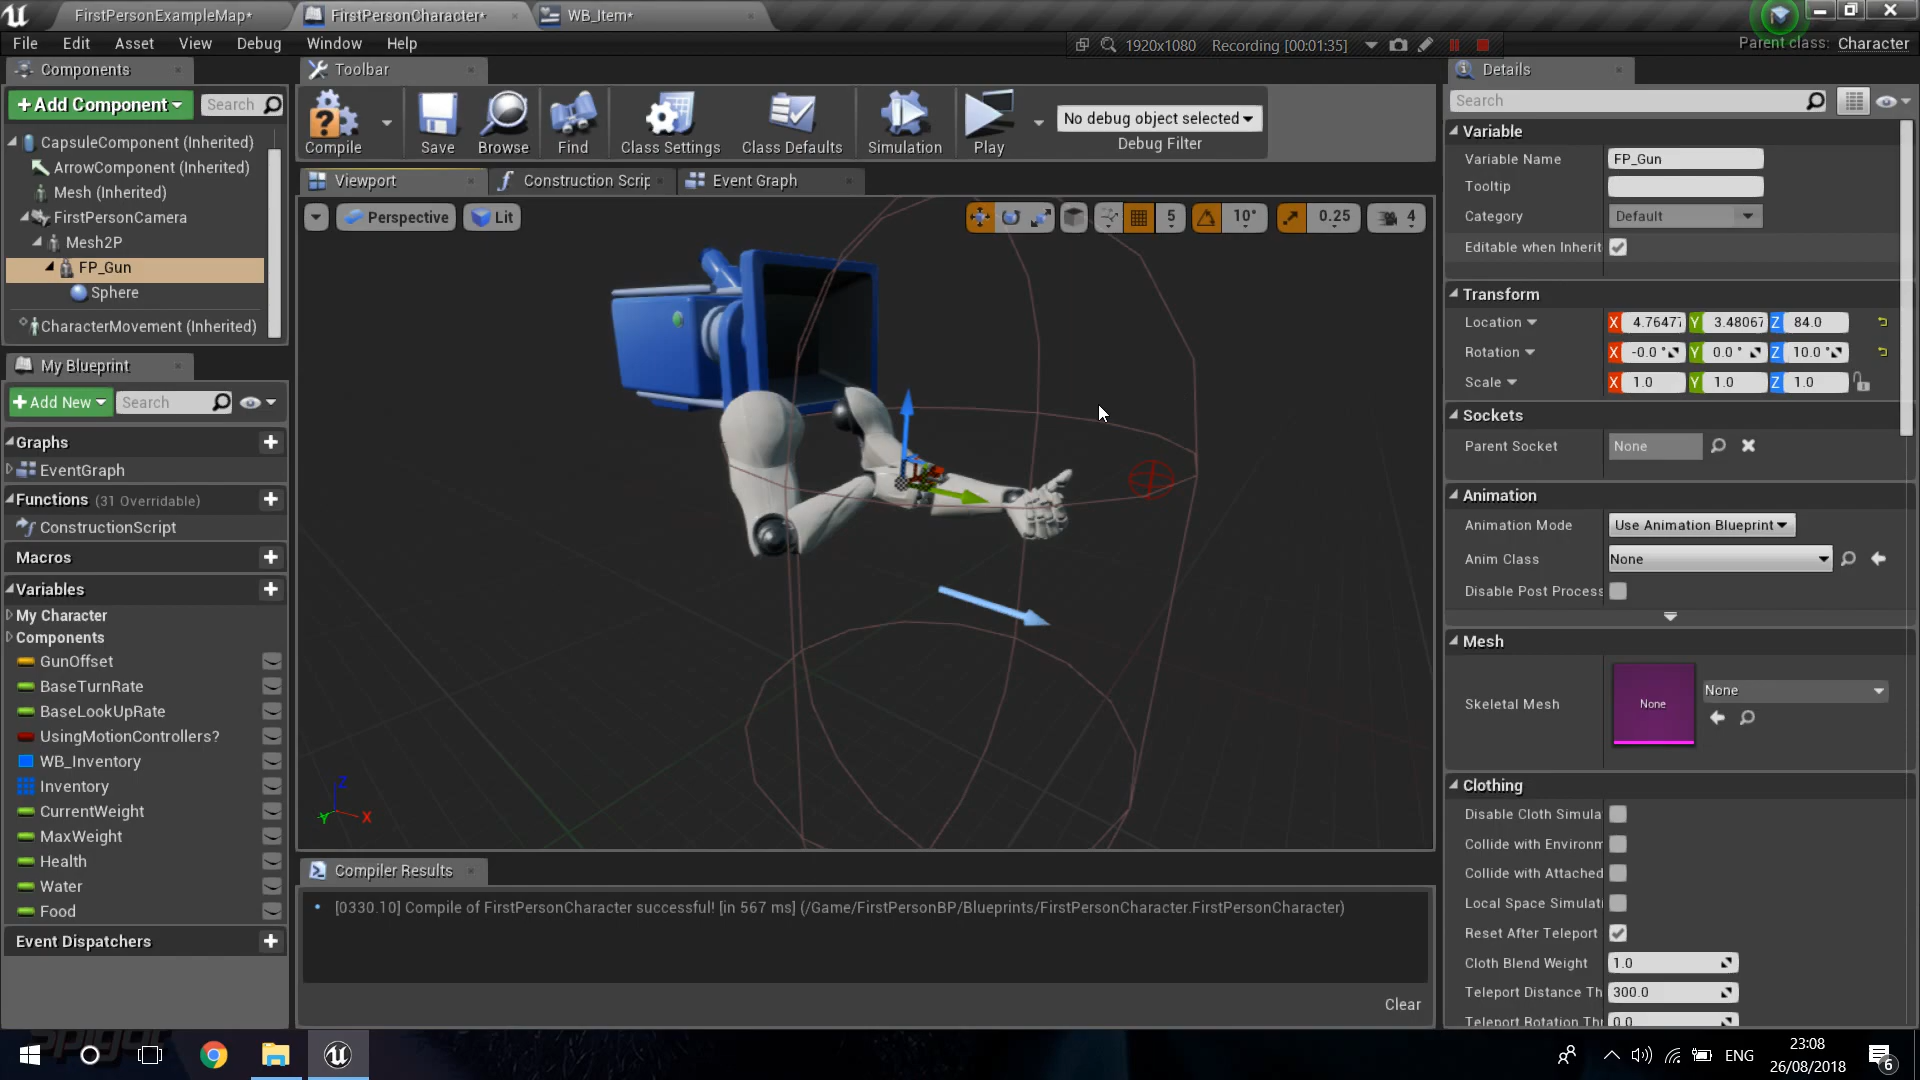 FirstPersonExampleMap*
FirstPersonCharacter*
WB_Item*
File Edit Asset View Debug Window Help
1920x1080 Recording [00:01:35]
Parent class: Character
Components
+Add Component
Search
CapsuleComponent (Inherited)
ArrowComponent (Inherited)
Mesh (Inherited)
FirstPersonCamera
Mesh2P
FP_Gun
Sphere
CharacterMovement (Inherited)
My Blueprint
+Add New
Search
Graphs
EventGraph
Functions (31 Overridable)
ConstructionScript
Macros
Variables
My Character
Components
GunOffset
BaseTurnRate
BaseLookUpRate
UsingMotionControllers?
WB_Inventory
Inventory
CurrentWeight
MaxWeight
Health
Water
Food
Event Dispatchers
Toolbar
Compile
Save
Browse
Find
Class Settings
Class Defaults
Simulation
Play
No debug object selected
Debug Filter
Viewport
Construction Scrip
Event Graph
Perspective
Lit
5
10°
0.25
4
Z
Y
X
Compiler Results
[0330.10] Compile of FirstPersonCharacter successful! [in 567 ms] (/Game/FirstPersonBP/Blueprints/FirstPersonCharacter.FirstPersonCharacter)
Clear
Details
Search
Variable
Variable Name FP_Gun
Tooltip
Category Default
Editable when Inherit
Transform
Location X 4.76477 Y 3.48067 Z 84.0
Rotation X -0.0 ° Y 0.0 ° Z 10.0 °
Scale X 1.0 Y 1.0 Z 1.0
Sockets
Parent Socket None
Animation
Animation Mode Use Animation Blueprint
Anim Class None
Disable Post Process
Mesh
Skeletal Mesh None None
Clothing
Disable Cloth Simula
Collide with Environm
Collide with Attached
Local Space Simulati
Reset After Teleport
Cloth Blend Weight 1.0
Teleport Distance Th 300.0
Teleport Rotation Thr 0.0
ENG
23:08
26/08/2018
6